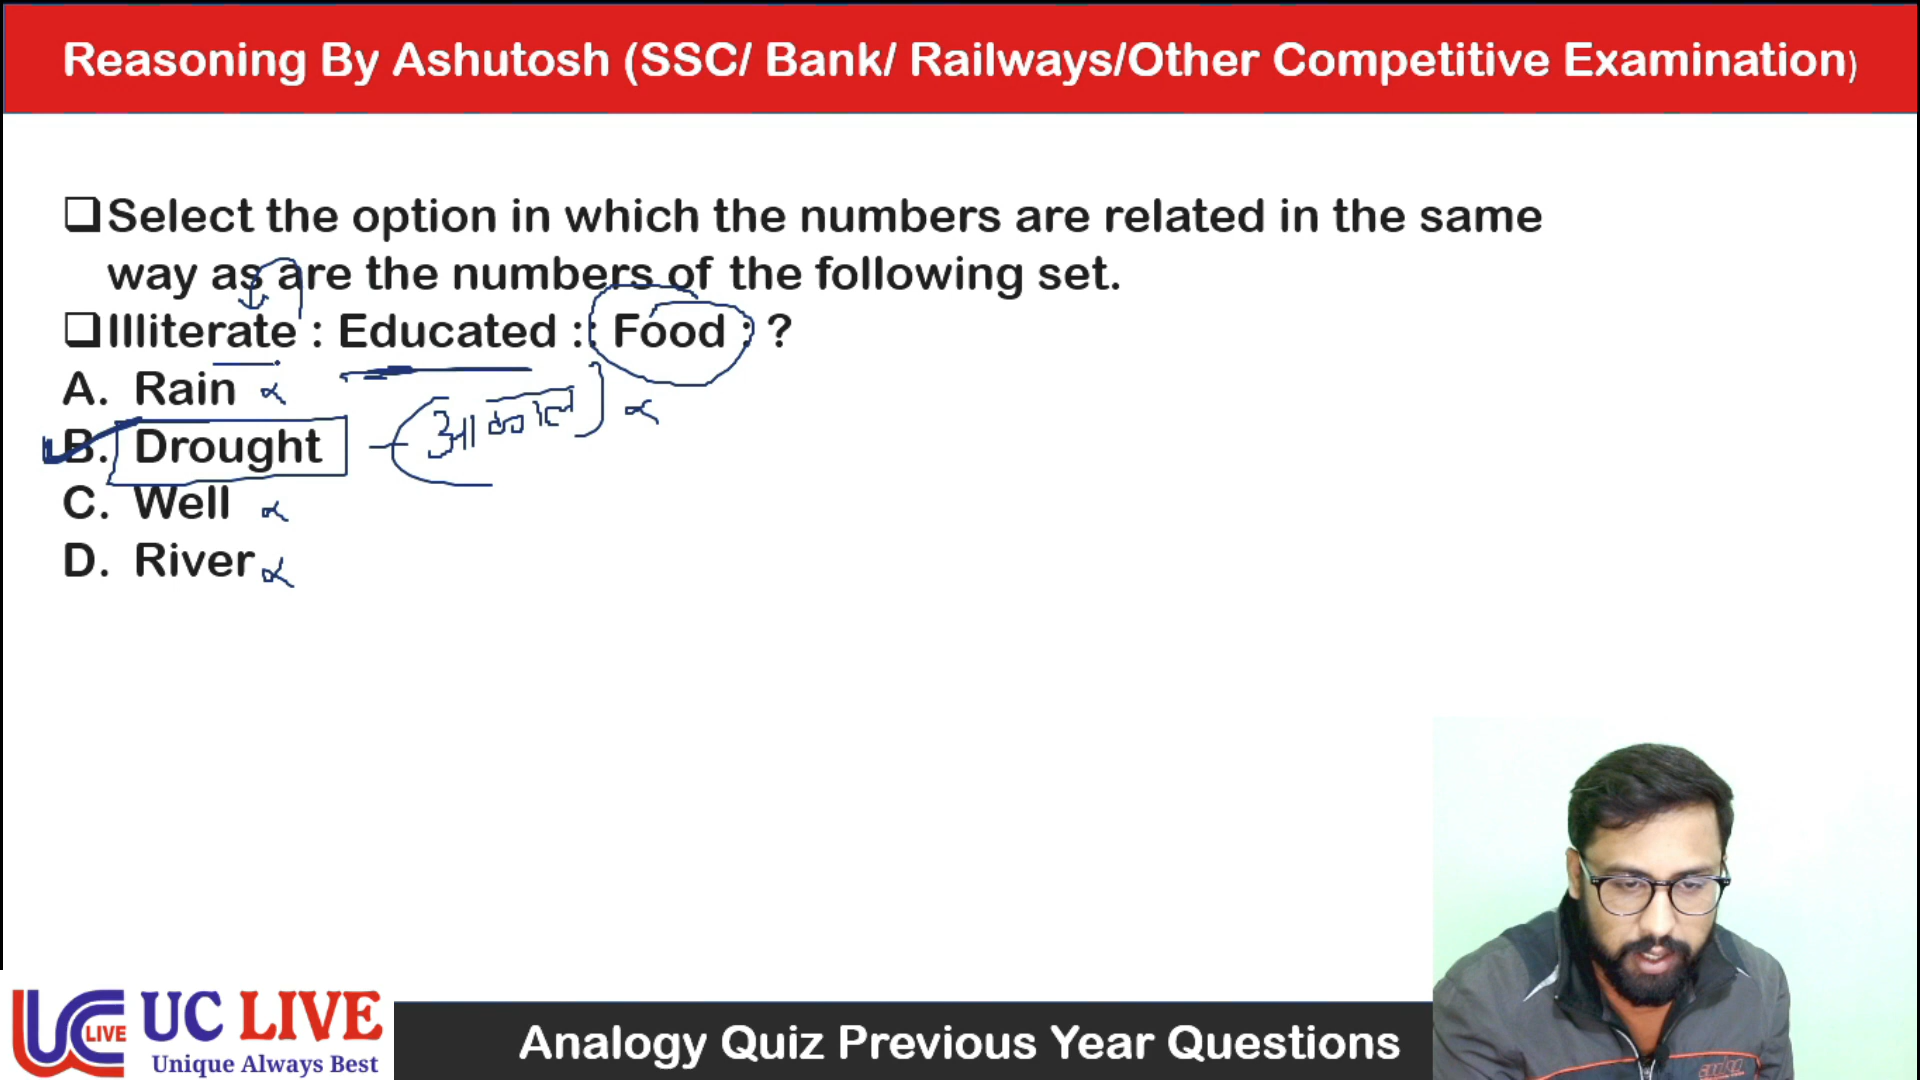 Reasoning By Ashutosh (SSC/ Bank/ Railways/Other Competitive Examination)
❑Select the option in which the numbers are related in the same
way as are the numbers of the following set.
❑Illiterate : Educated :: Food : ?
A. Rain
B. Drought
C. Well
D. River
UC LIVE
LIVE
Unique Always Best
Analogy Quiz Previous Year Questions